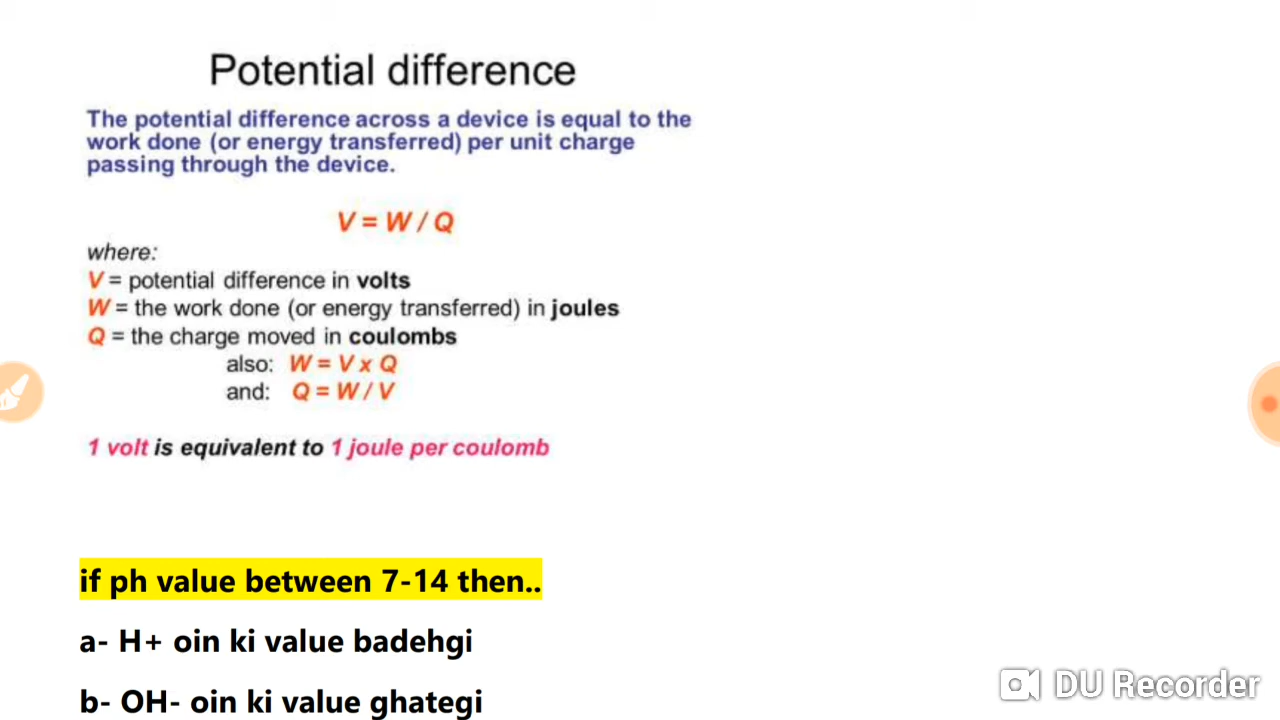 Potential difference
The potential difference across a device is equal to the
work done (or energy transferred) per unit charge
passing through the device.
V = W / Q
where:
V = potential difference in volts
W = the work done (or energy transferred) in joules
Q = the charge moved in coulombs
also: W = V x Q
and: Q = W / V
1 volt is equivalent to 1 joule per coulomb
if ph value between 7-14 then..
a- H+ oin ki value badehgi
b- OH- oin ki value ghategi
DU Recorder